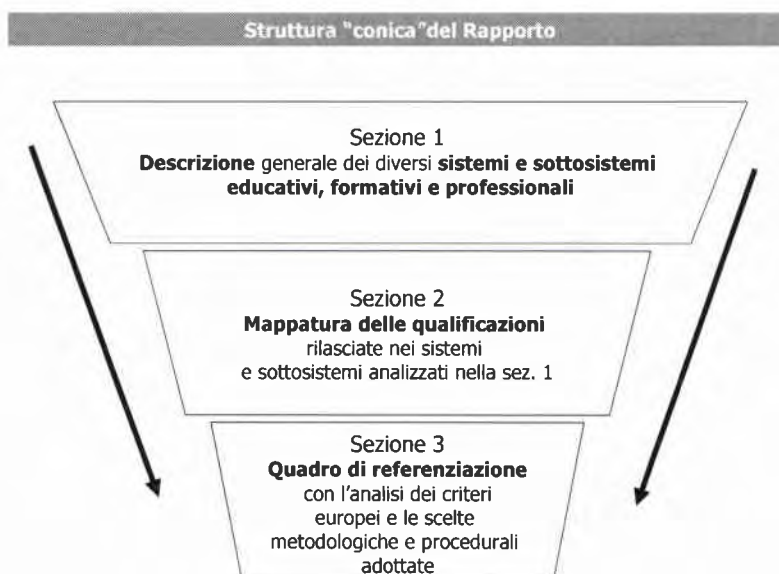 Struttura "conica"del Rapporto
Sezione 1
Descrizione generale dei diversi sistemi e sottosistemi
educativi, formativi e professionali
Sezione 2
Mappatura delle qualificazioni
rilasciate nei sistemi
e sottosistemi analizzati nella sez. 1
Sezione 3
Quadro di referenziazione
con l'analisi dei criteri
europei e le scelte
metodologiche e procedurali
adottate